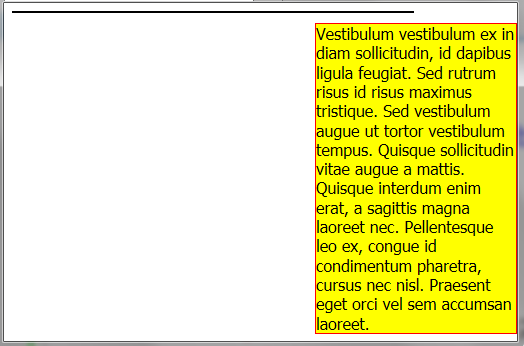 Vestibulum vestibulum ex in
diam sollicitudin, id dapibus
ligula feugiat. Sed rutrum
risus id risus maximus
tristique. Sed vestibulum
augue ut tortor vestibulum
tempus. Quisque sollicitudin
vitae augue a mattis.
Quisque interdum enim
erat, a sagittis magna
laoreet nec. Pellentesque
leo ex, congue id
condimentum pharetra,
cursus nec nisl. Praesent
eget orci vel sem accumsan
laoreet.